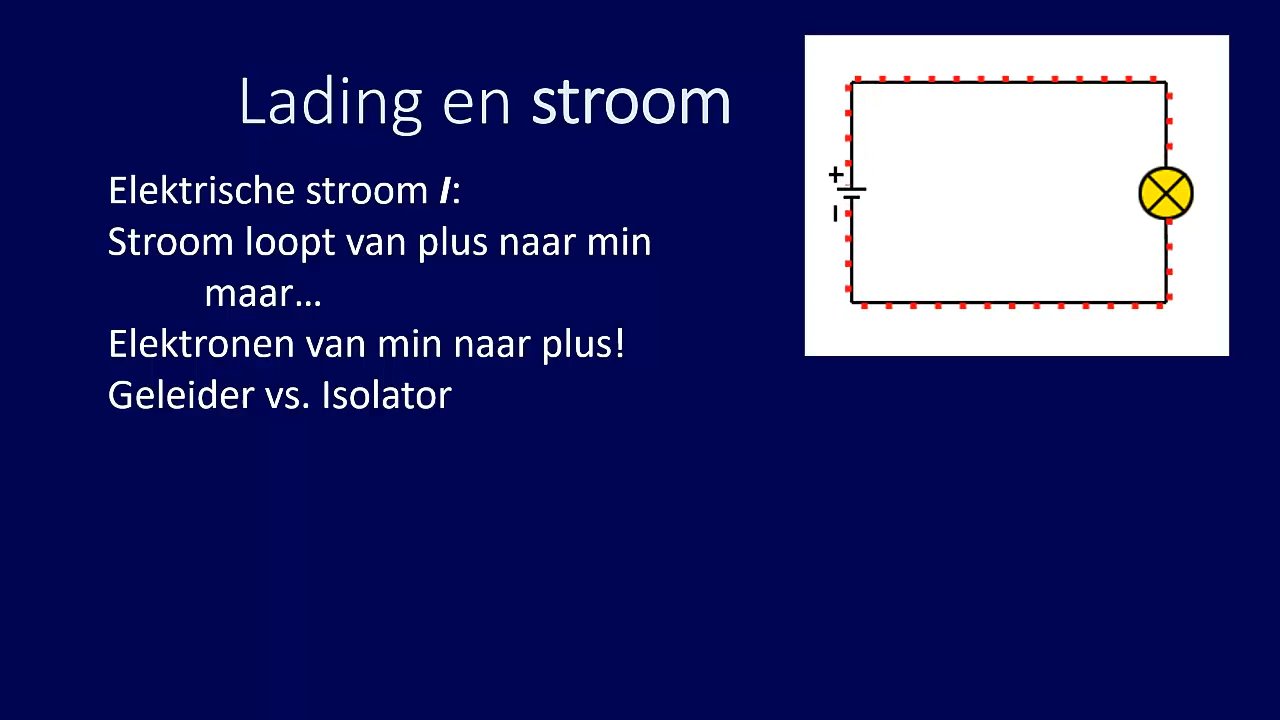 Lading en stroom
Elektrische stroom I:
Stroom loopt van plus naar min
maar...
Elektronen van min naar plus!
Geleider vs. Isolator
+
–